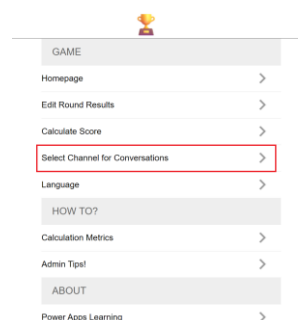 GAME
Homepage
Edit Round Results
Calculate Score
Select Channel for Conversations
Language
HOW TO?
Calculation Metrics
Admin Tips!
ABOUT
Power Apps Learning